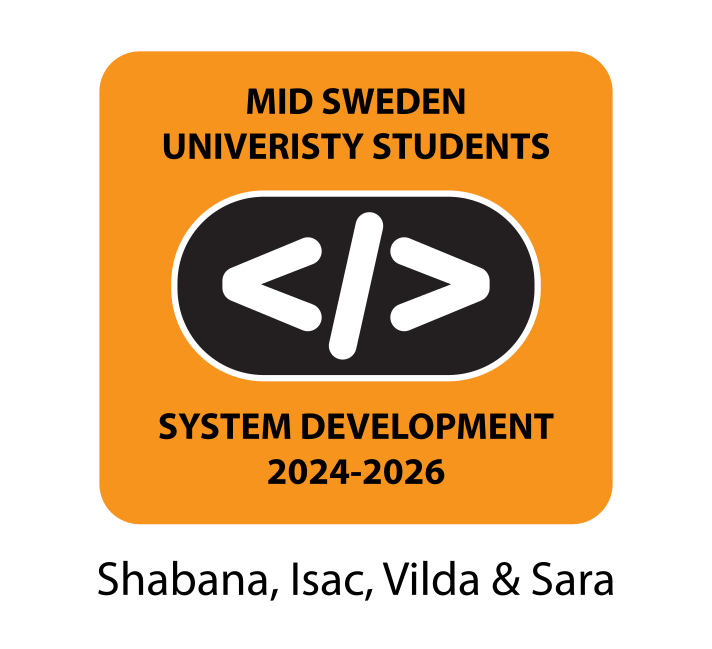 MID SWEDEN
UNIVERISTY STUDENTS
</>
SYSTEM DEVELOPMENT
2024-2026
Shabana, Isac, Vilda & Sara